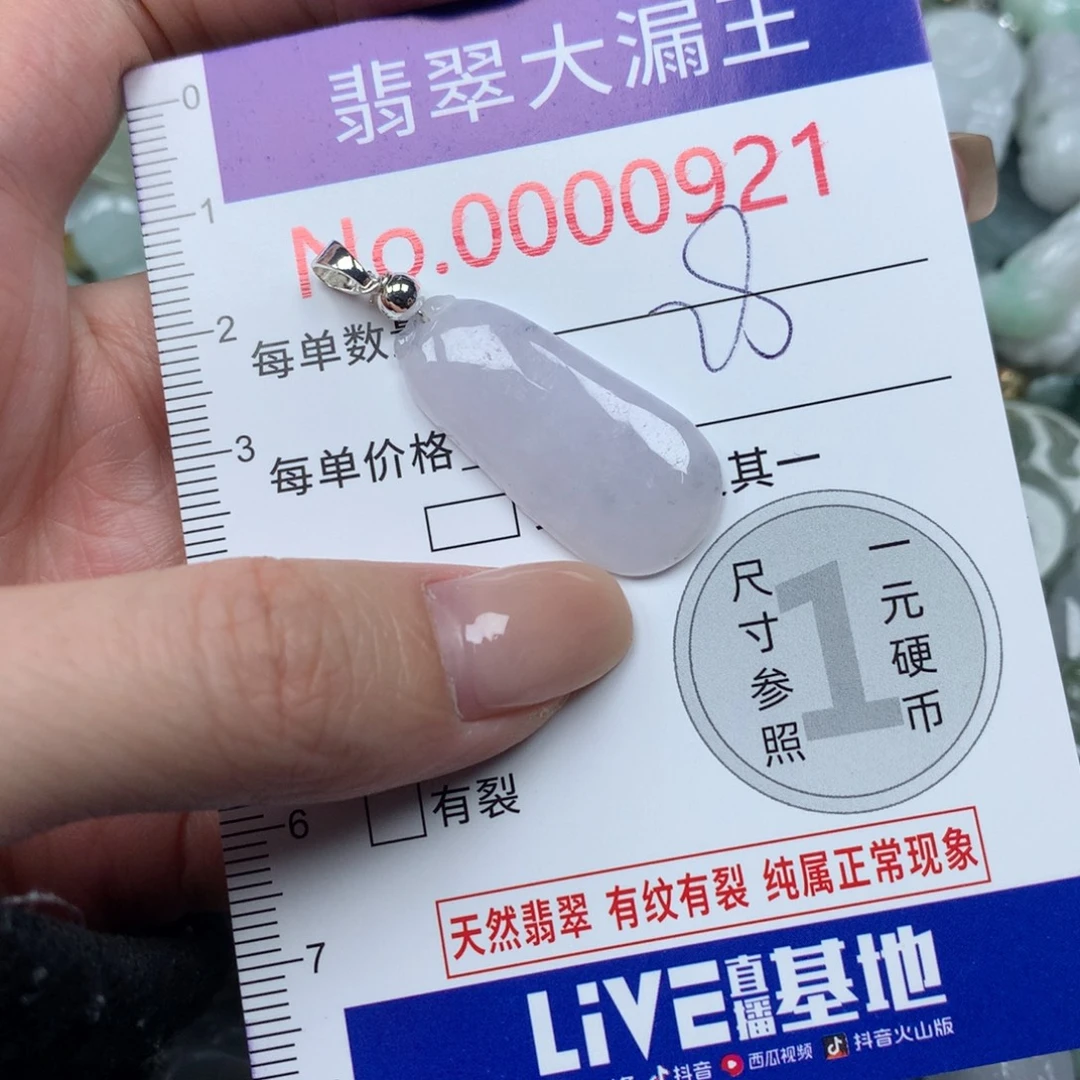 翡翠大漏王
No.0000921
0
1
2
每单数
28
3
每单价格
其一
尺寸参照
1
一元硬币
有裂
6
天然翡翠 有纹有裂 纯属正常现象
7
LiVE直播基地
抖音 西瓜视频 抖音火山版